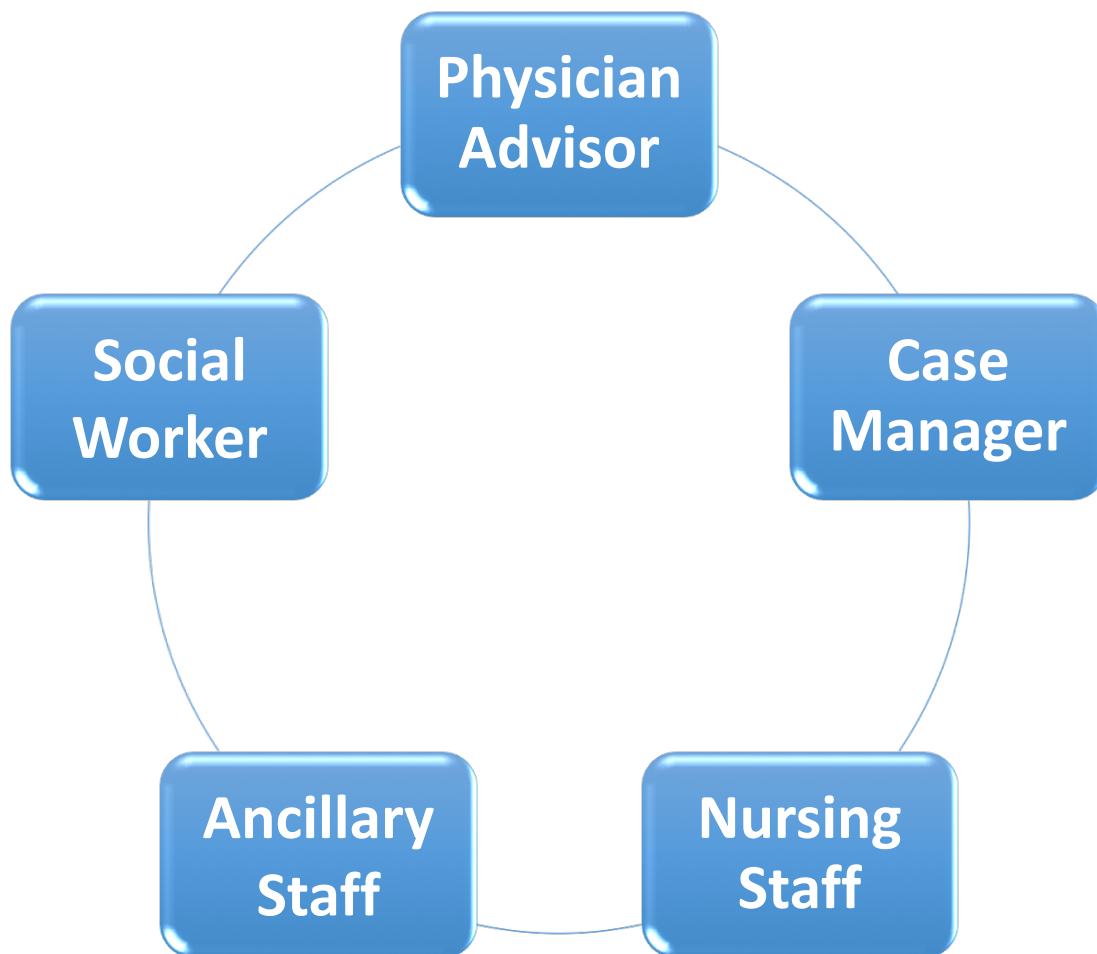 Physician
Advisor
Case
Manager
Nursing
Staff
Ancillary
Staff
Social
Worker